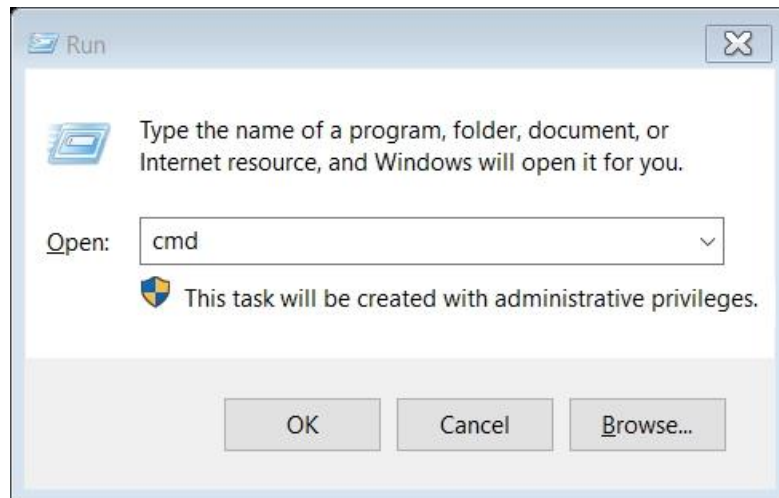 Run
Type the name of a program, folder, document, or
Internet resource, and Windows will open it for you.
Open: cmd
This task will be created with administrative privileges.
OK Cancel Browse...